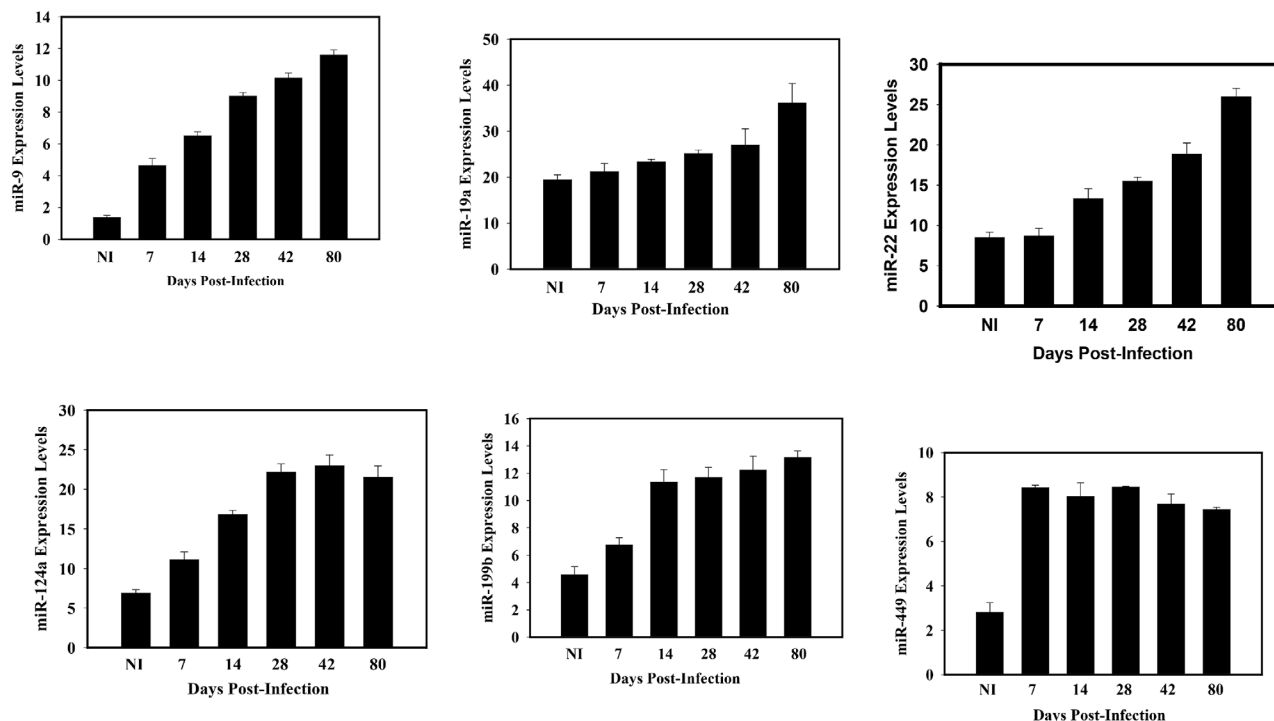 miR-9 Expression Levels
14
12
10
8
6
4
2
0
NI 7 14 28 42 80
Days Post-Infection
miR-19a Expression Levels
50
40
30
20
10
0
NI 7 14 28 42 80
Days Post-Infection
miR-22 Expression Levels
30
25
20
15
10
5
0
NI 7 14 28 42 80
Days Post-Infection
miR-124a Expression Levels
30
25
20
15
10
5
0
NI 7 14 28 42 80
Days Post-Infection
miR-199b Expression Levels
16
14
12
10
8
6
4
2
0
NI 7 14 28 42 80
Days Post-Infection
miR-449 Expression Levels
10
8
6
4
2
0
NI 7 14 28 42 80
Days Post-Infection